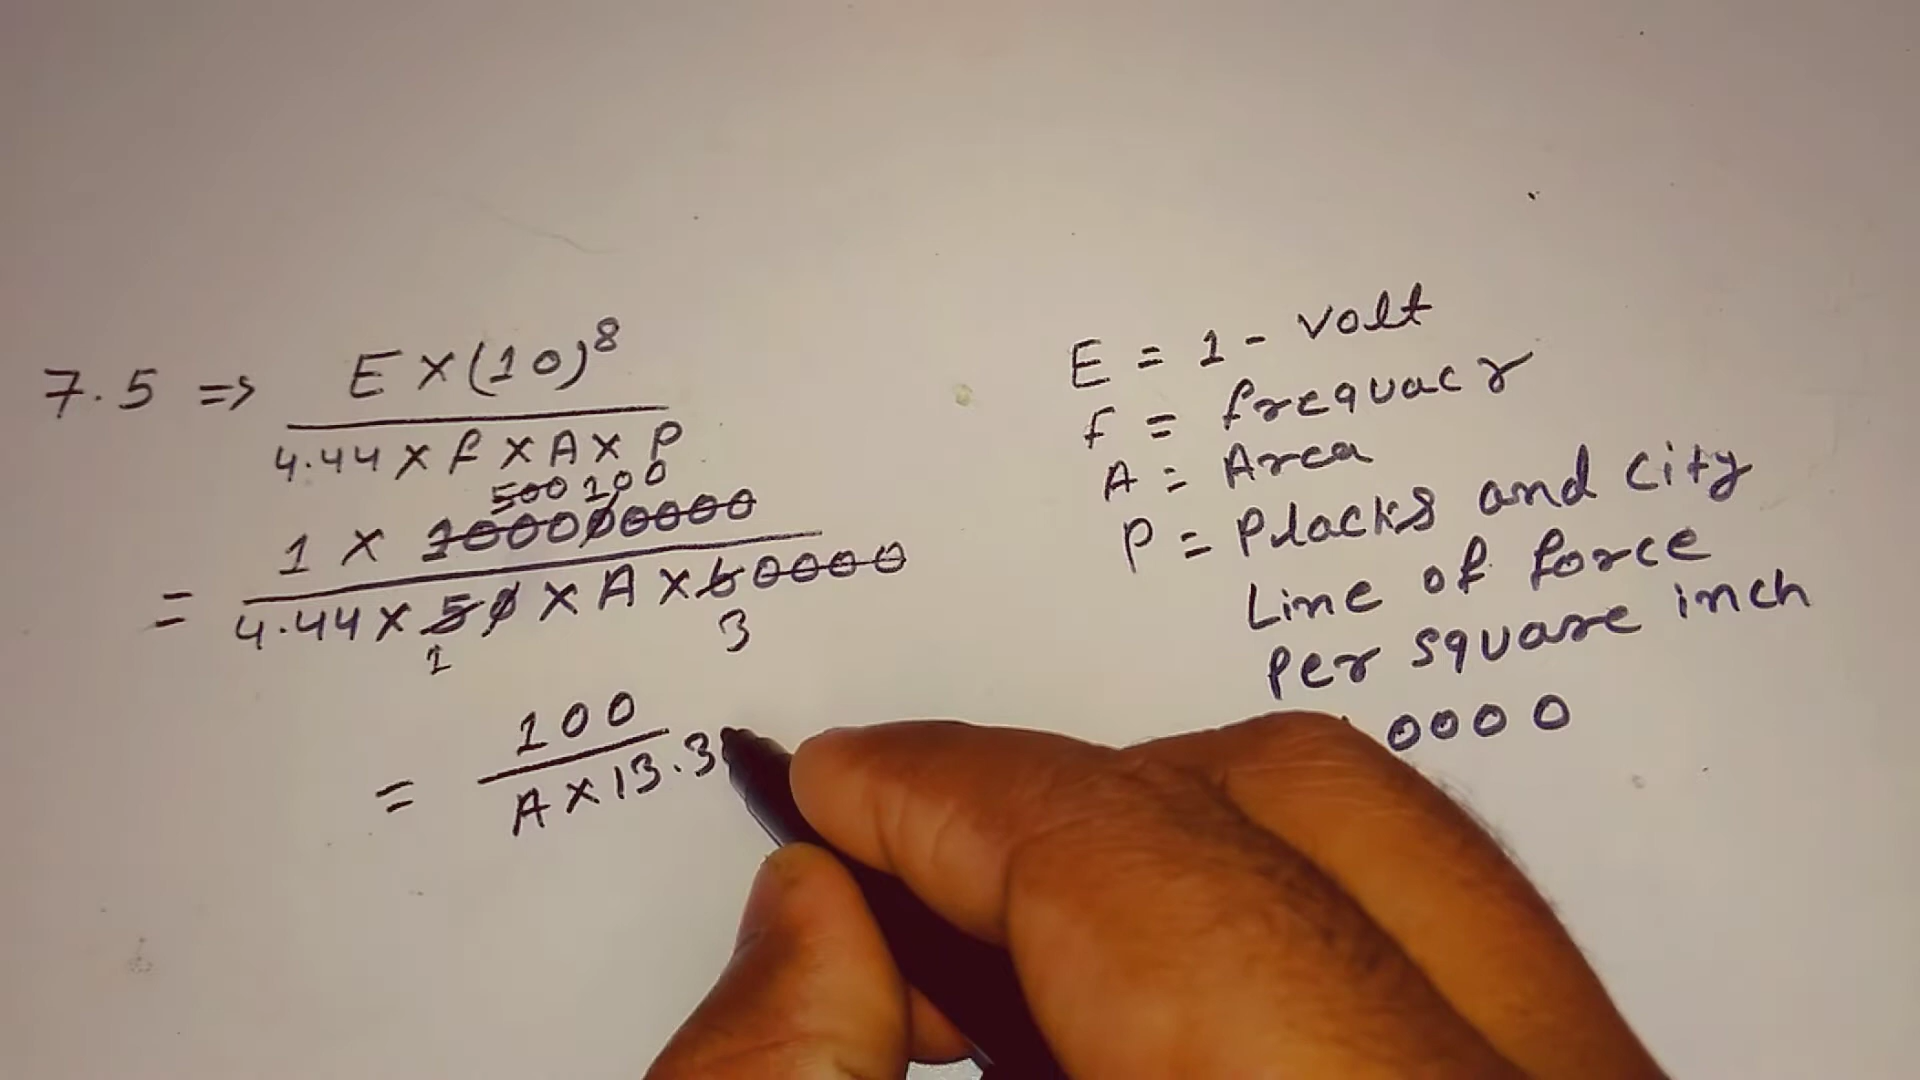 7.5 => E×(10)⁸
4.44×f×A×P
500 100
= 1 × 100000000
4.44×50×A×60000
1 3
= 100
A×13.3
E = 1 - volt
f = frequacr
A = Area
P = Placks and city
Line of force
Per square inch
0000